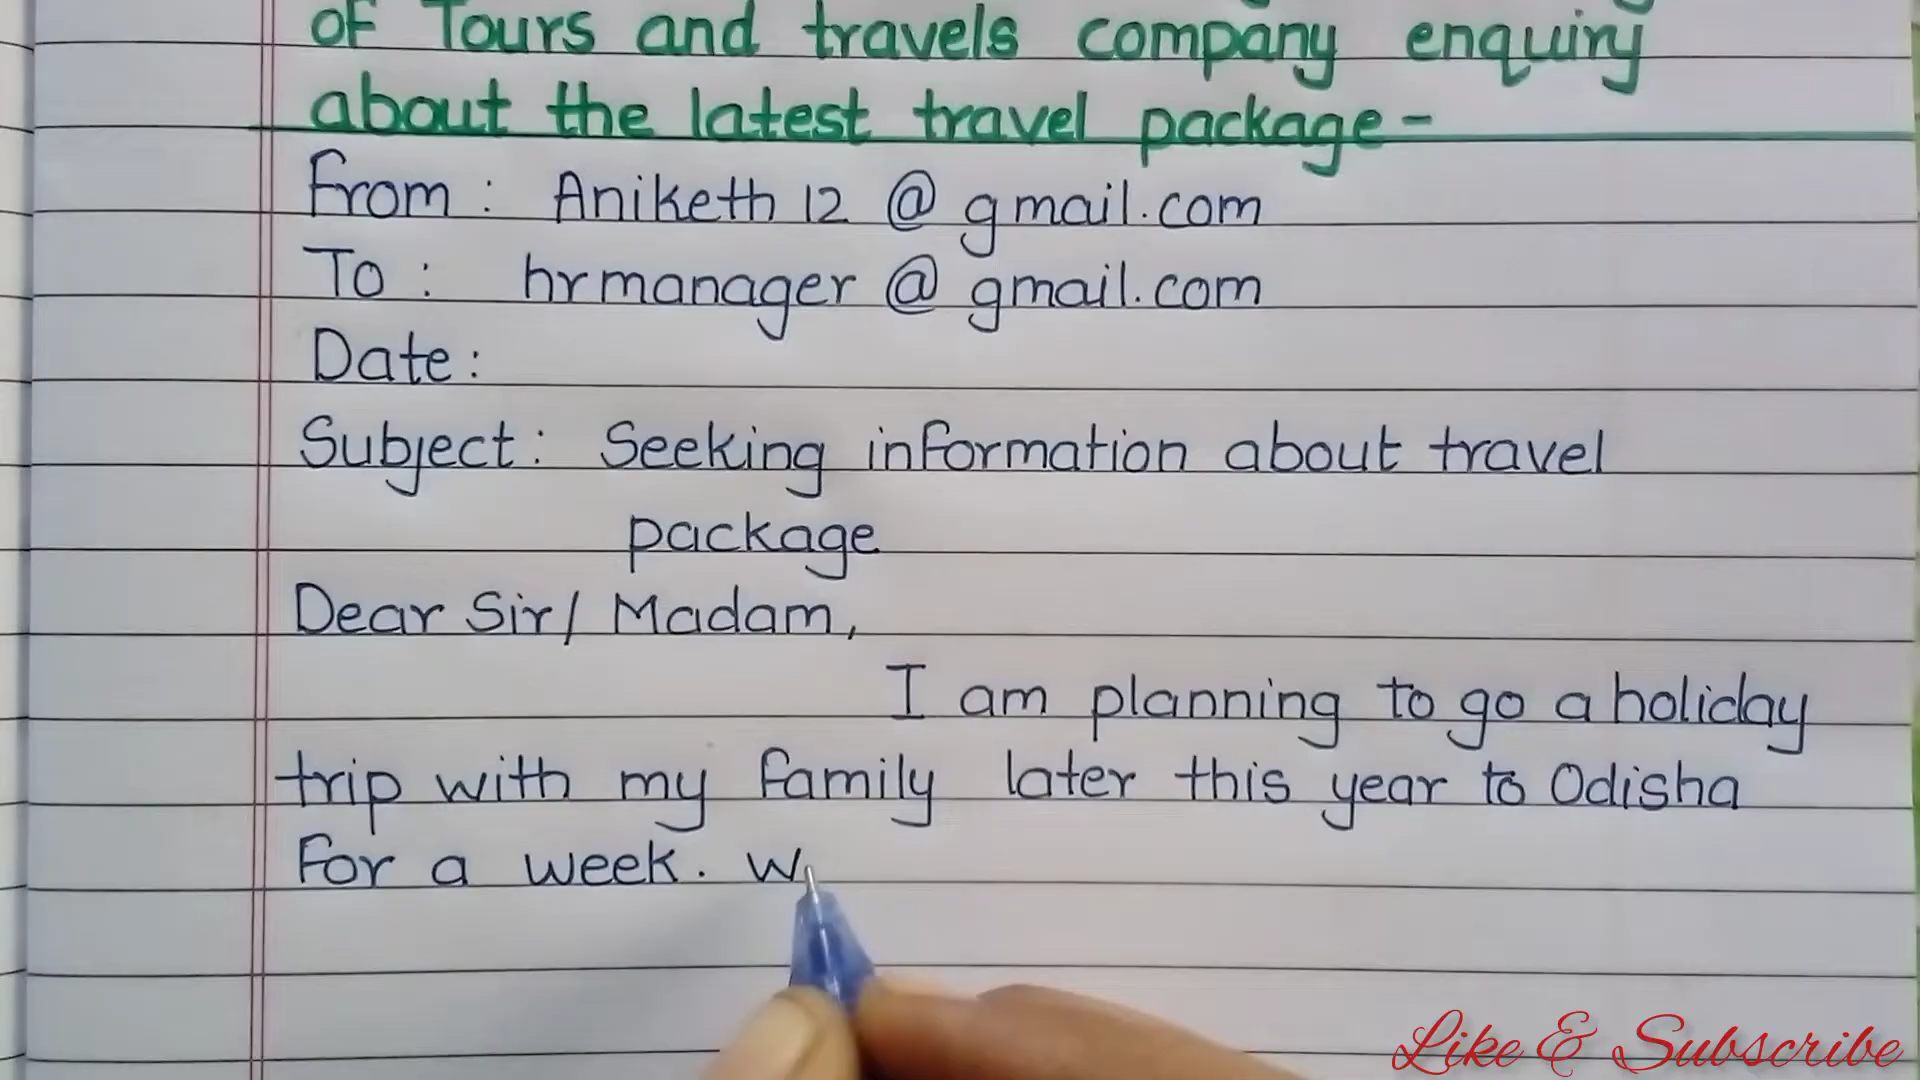 of Tours and travels company enquiry
about the latest travel package-
From : Aniketh 12 @ gmail.com
To : hrmanager @ gmail.com
Date:
Subject: Seeking information about travel
package
Dear Sir/ Madam,
I am planning to go a holiday
trip with my family later this year to Odisha
for a week. w
Like & Subscribe